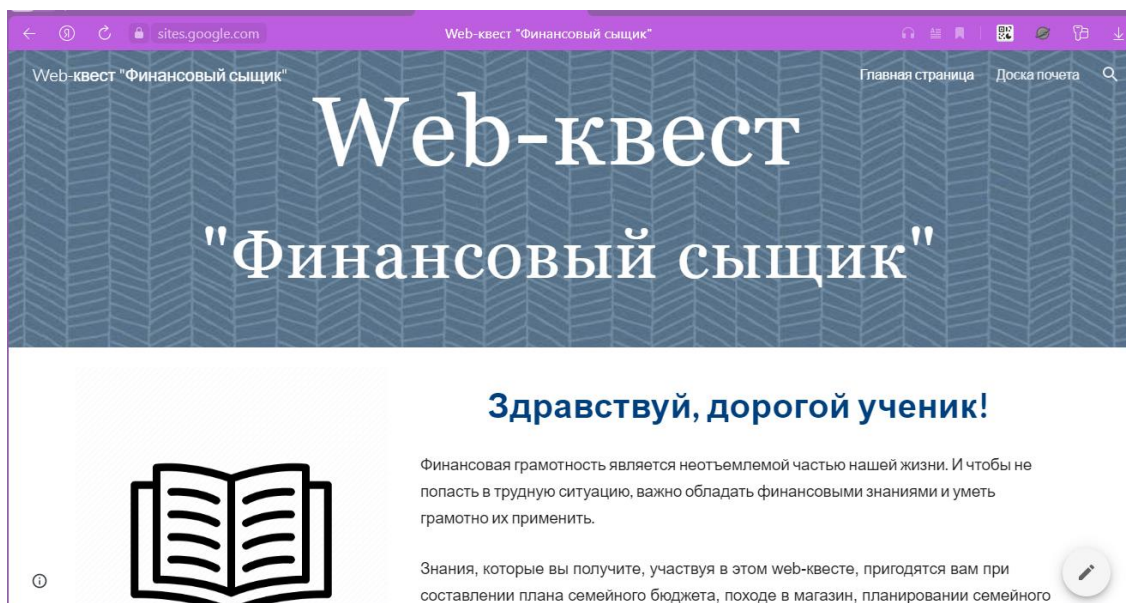 sites.google.com
Web-квест "Финансовый сыщик"
Web-квест "Финансовый сыщик"
Главная страница
Доска почета
Web-квест
"Финансовый сыщик"
Здравствуй, дорогой ученик!
Финансовая грамотность является неотъемлемой частью нашей жизни. И чтобы не
попасть в трудную ситуацию, важно обладать финансовыми знаниями и уметь
грамотно их применить.
Знания, которые вы получите, участвуя в этом web-квесте, пригодятся вам при
составлении плана семейного бюджета, походе в магазин, планировании семейного